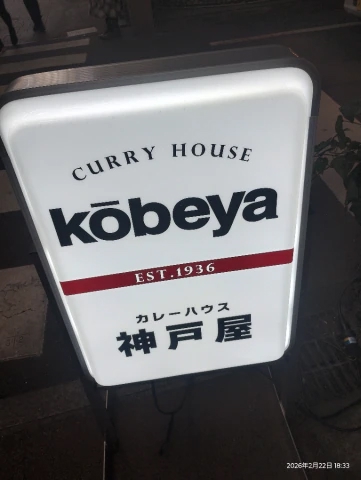 CURRY HOUSE
kōbeya
EST.1936
カレーハウス
神戸屋
2026年2月22日 18:33